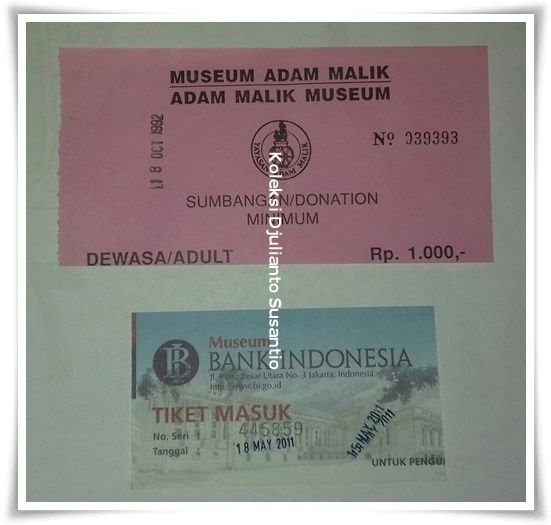 MUSEUM ADAM MALIK
ADAM MALIK MUSEUM
18 OCT 1992
YAYASAN ADAM MALIK
Nº 039393
SUMBANGAN/DONATION
MINIMUM
DEWASA/ADULT
Rp. 1.000,-
Koleksi Djulianto Susantio
Museum
BANK INDONESIA
Jl. Pintu Besar Utara No. 3 Jakarta, Indonesia
http://www.bi.go.id
TIKET MASUK
No. Seri : 445859
Tanggal : 18 MAY 2011
MAY 2011
UNTUK PENGU